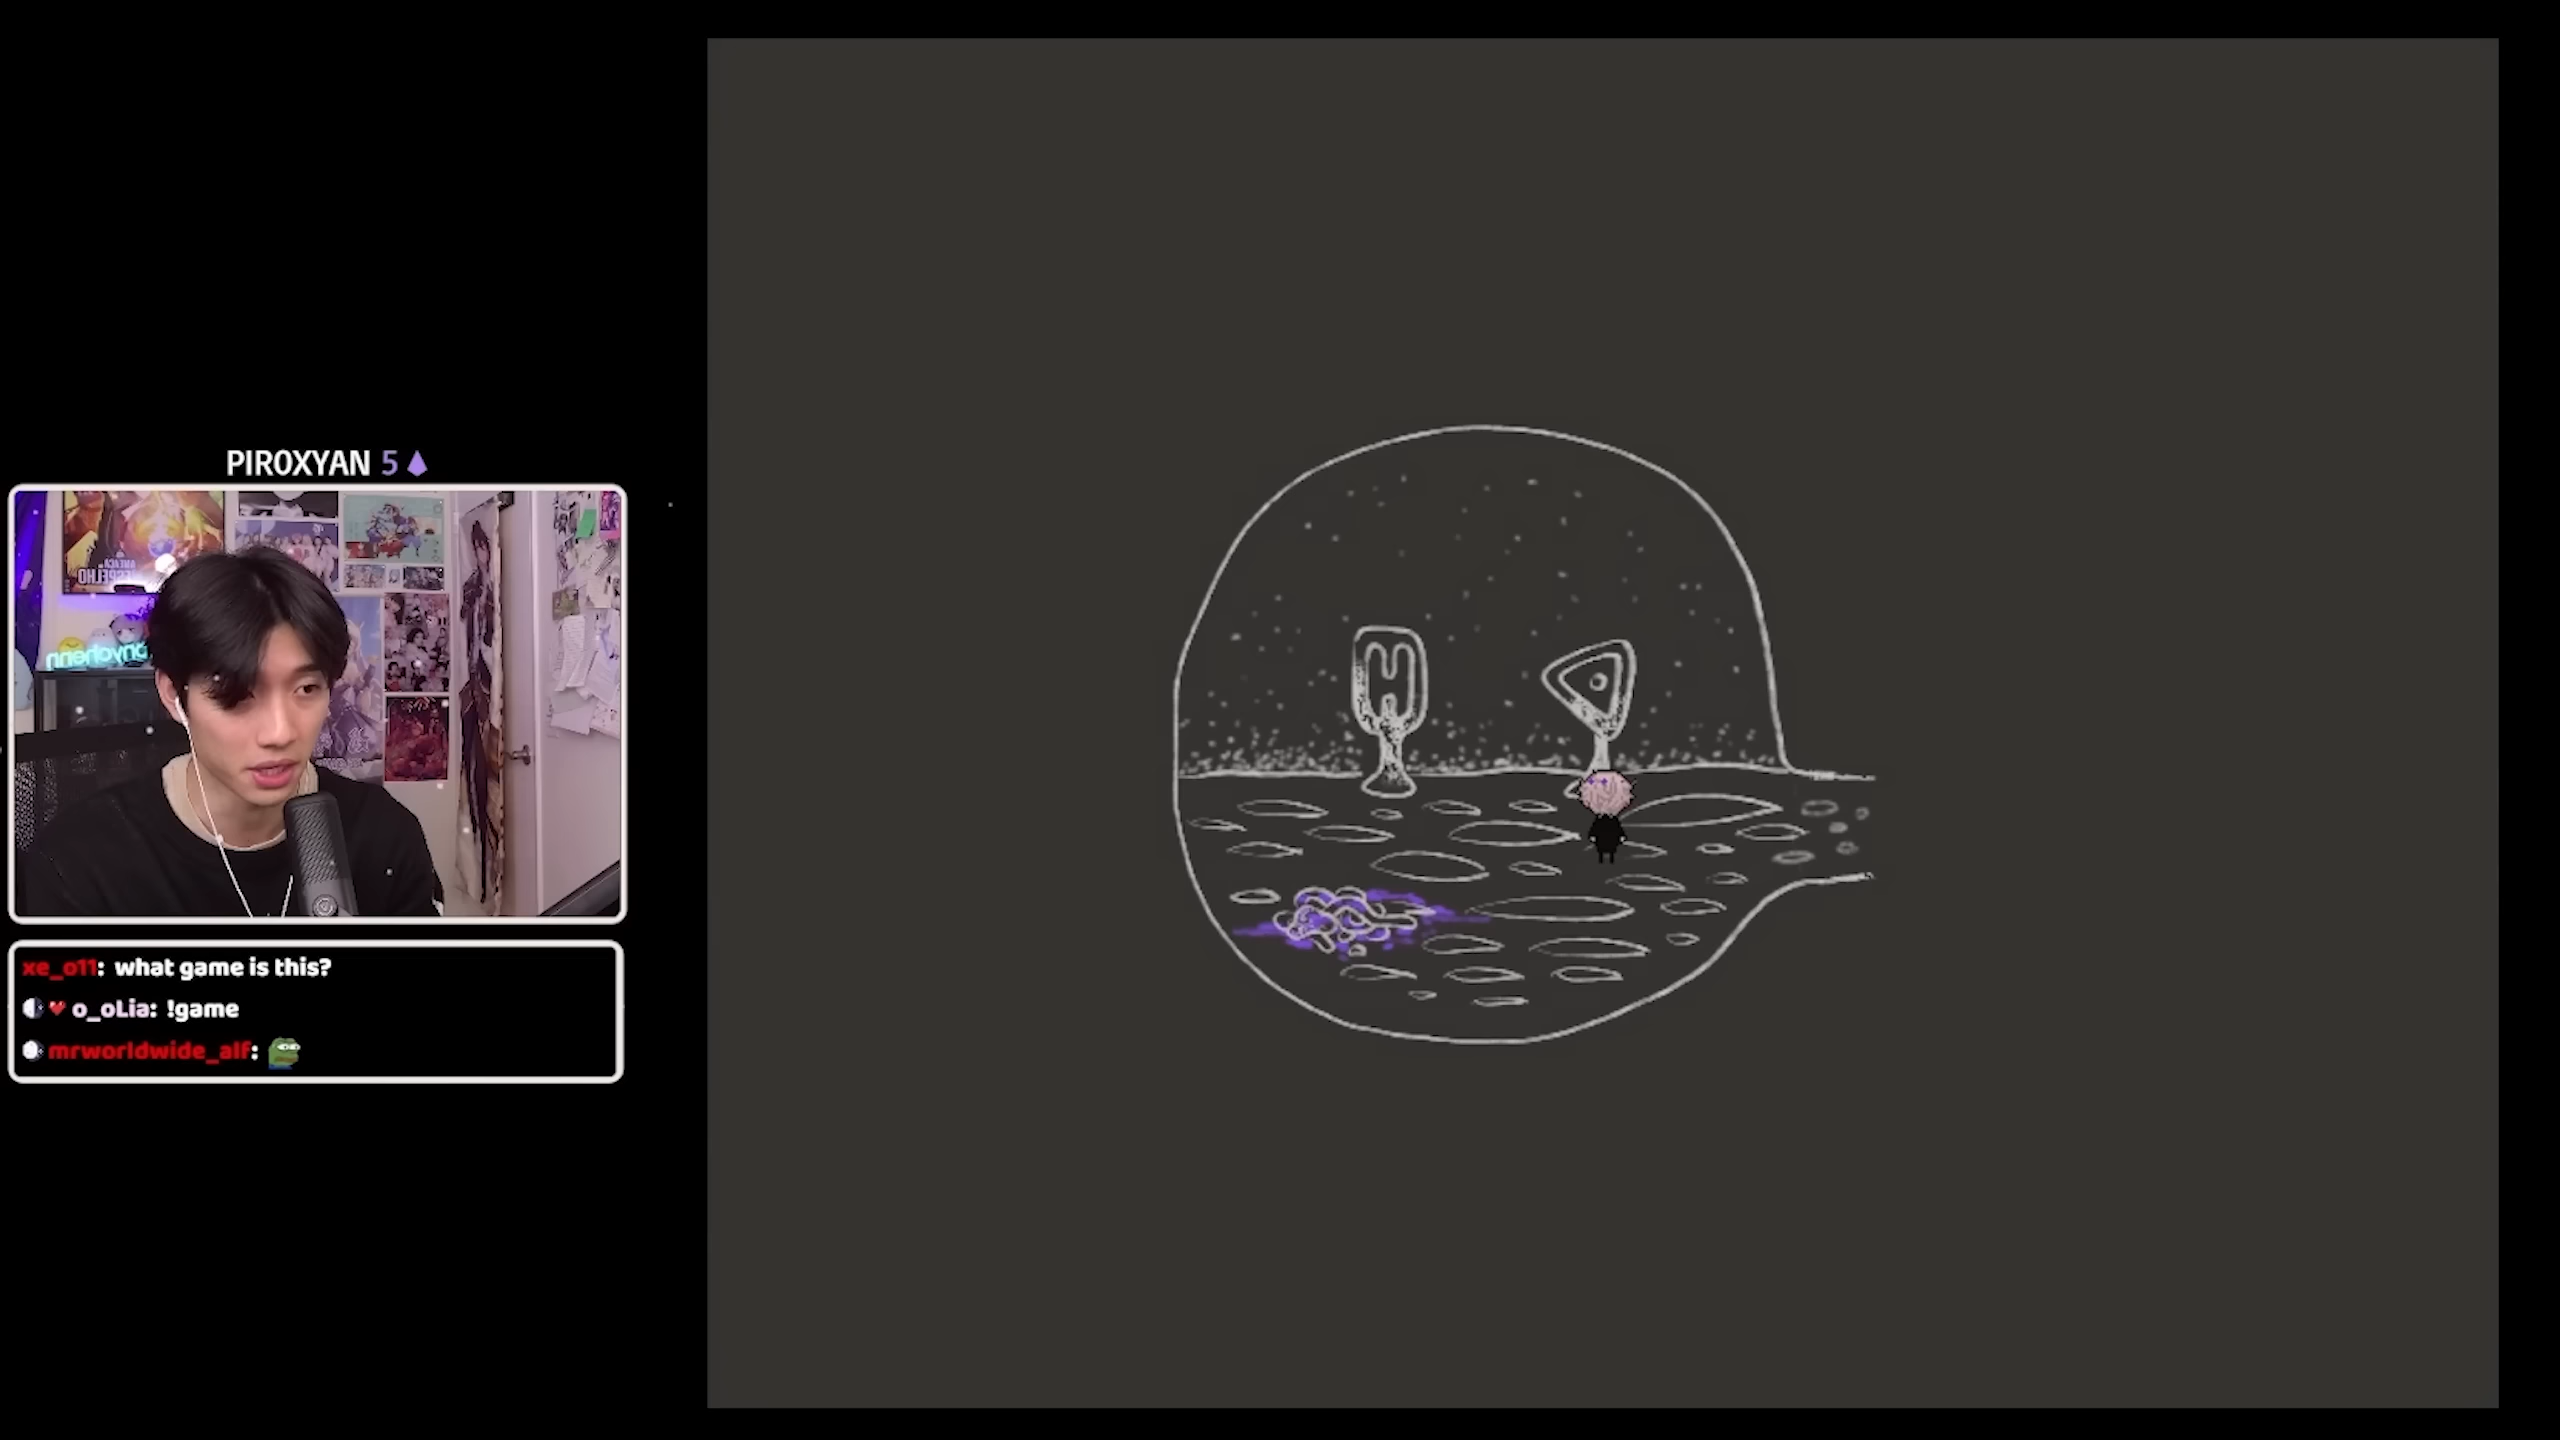 PIROXYAN 5
xe_o11: what game is this?
o_oLia: !game
mrworldwide_alf: